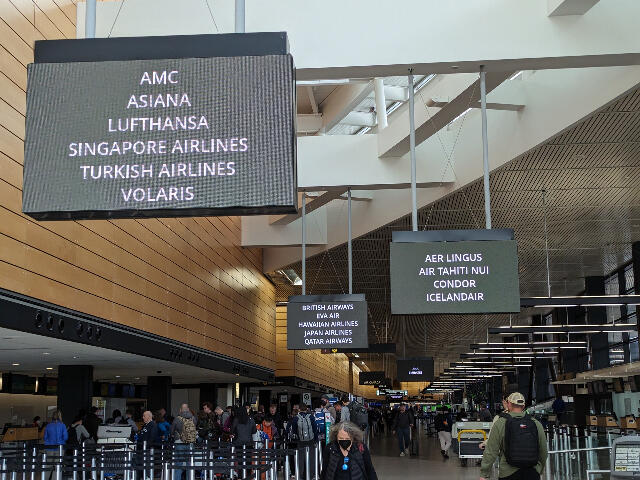 AMC
ASIANA
LUFTHANSA
SINGAPORE AIRLINES
TURKISH AIRLINES
VOLARIS
AER LINGUS
AIR TAHITI NUI
CONDOR
ICELANDAIR
BRITISH AIRWAYS
EVA AIR
HAWAIIAN AIRLINES
JAPAN AIRLINES
QATAR AIRWAYS